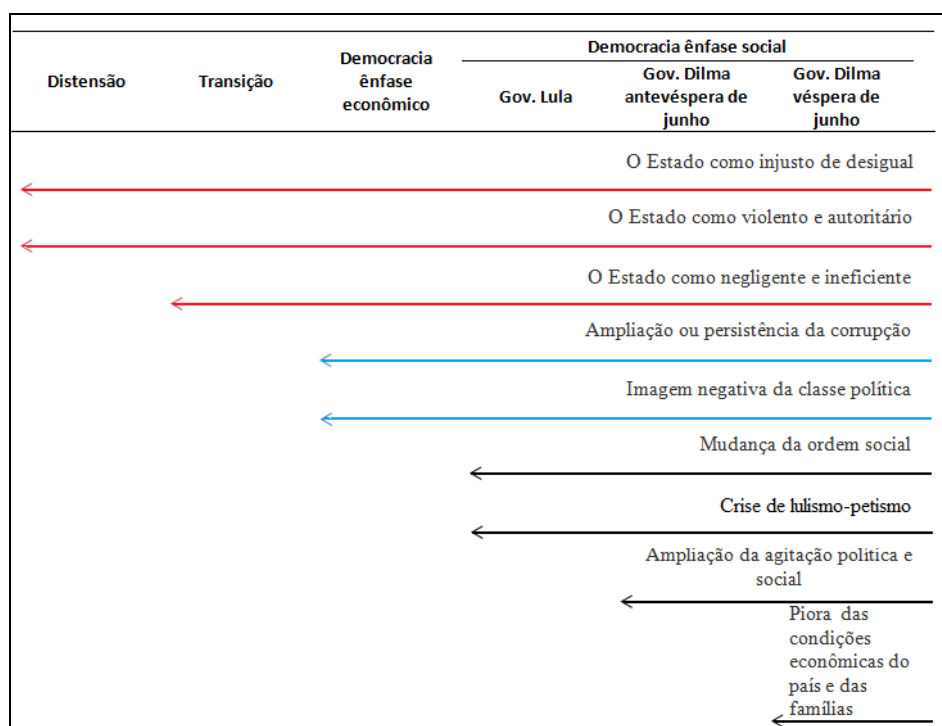 Democracia ênfase social
Distensão
Transição
Democracia
ênfase
econômico
Gov. Lula
Gov. Dilma
antevéspera de
junho
Gov. Dilma
véspera de
junho
O Estado como injusto de desigual
O Estado como violento e autoritário
O Estado como negligente e ineficiente
Ampliação ou persistência da corrupção
Imagem negativa da classe política
Mudança da ordem social
Crise de lulismo-petismo
Ampliação da agitação política e
social
Piora das
condições
econômicas do
país e das
famílias